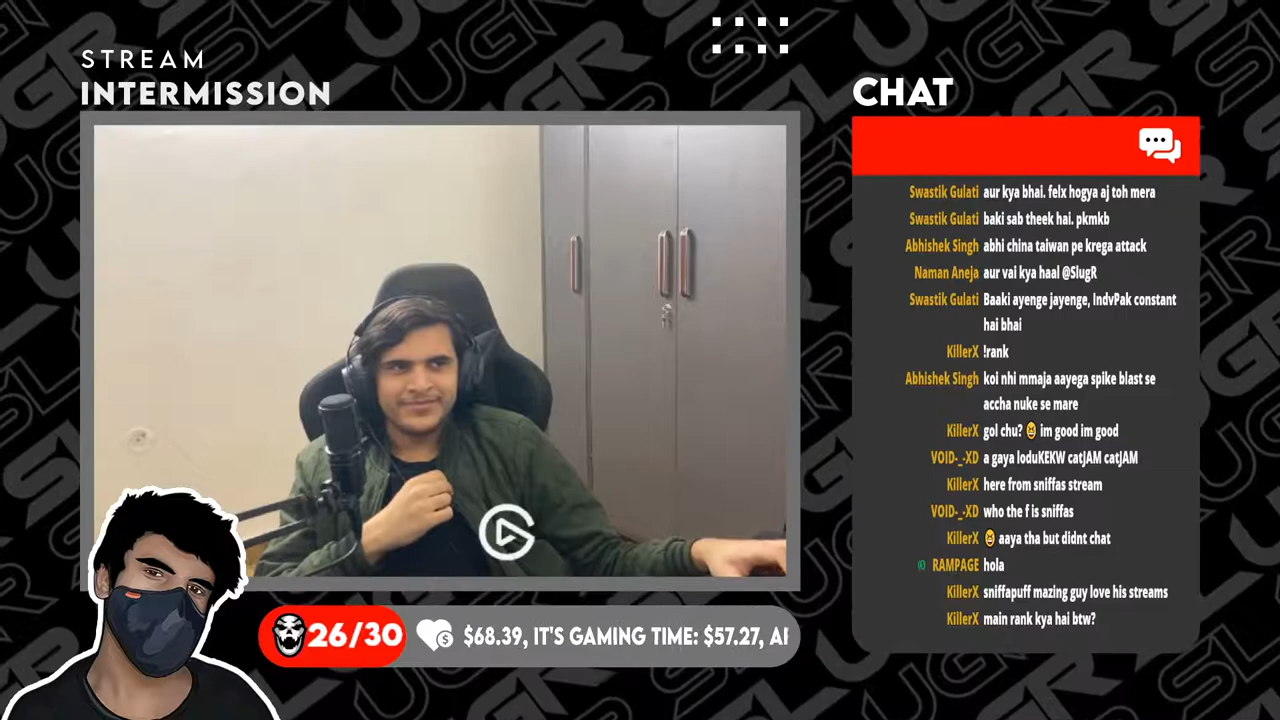 STREAM
INTERMISSION
CHAT
Swastik Gulati aur kya bhai. felx hogya aj toh mera
Swastik Gulati baki sab theek hai. pkmkb
Abhishek Singh abhi china taiwan pe krega attack
Naman Aneja aur vai kya haal @SlugR
Swastik Gulati Baaki ayenge jayenge, IndvPak constant
hai bhai
KillerX !rank
Abhishek Singh koi nhi mmaja aayega spike blast se
accha nuke se mare
KillerX gol chu? 😠 im good im good
VOID-_-XD a gaya loduKEKW catJAM catJAM
KillerX here from sniffas stream
VOID-_-XD who the f is sniffas
KillerX 😠 aaya tha but didnt chat
RAMPAGE hola
KillerX sniffapuff mazing guy love his streams
KillerX main rank kya hai btw?
26/30
$68.39, IT'S GAMING TIME: $57.27,